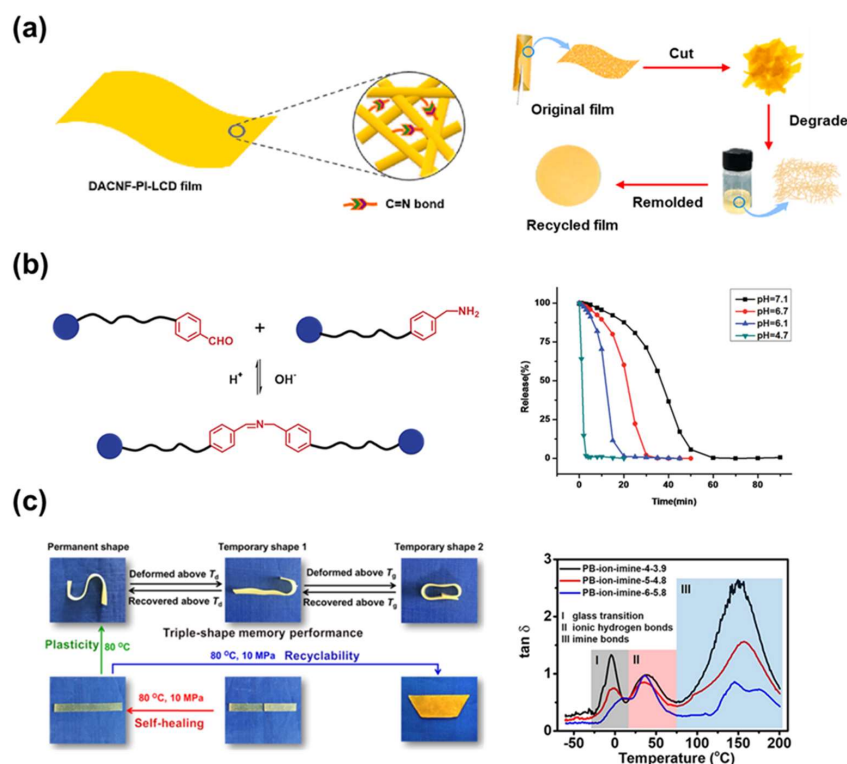 (a)
DACNF-PI-LCD film
C=N bond
Cut
Original film
Degrade
Recycled film
Remolded
(b)
CHO
+
NH₂
H⁺
OH⁻
N
Release(%)
100
75
50
25
0
pH=7.1
pH=6.7
pH=6.1
pH=4.7
0 20 40 60 80
Time(min)
(c)
Permanent shape
Temporary shape 1
Temporary shape 2
Deformed above Td
Recovered above Td
Deformed above Tg
Recovered above Tg
Triple-shape memory performance
Plasticity
80 °C
80 °C, 10 MPa Recyclability
80 °C, 10 MPa
Self-healing
tan δ
3
2
1
0
PB-ion-imine-4-3.9
PB-ion-imine-5-4.8
PB-ion-imine-6-5.8
I glass transition
II ionic hydrogen bonds
III imine bonds
I
II
III
-50 0 50 100 150 200
Temperature (°C)